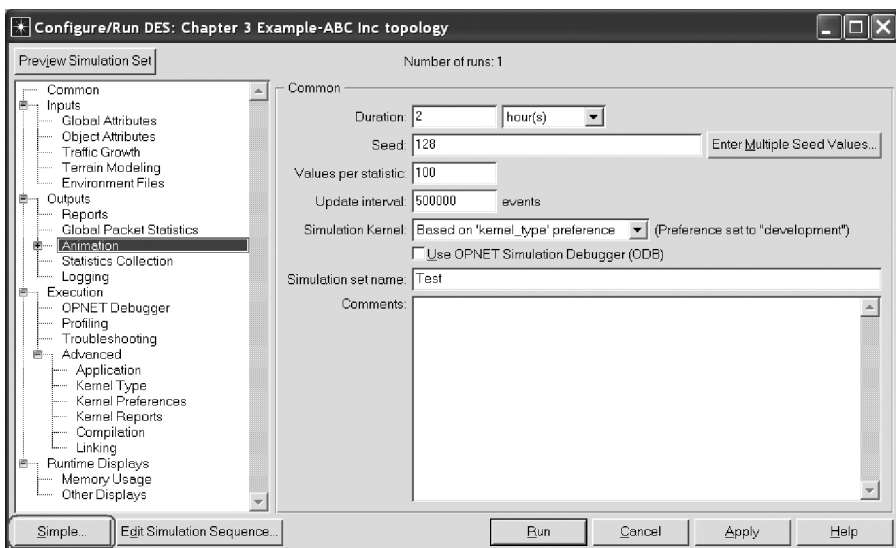 Configure/Run DES: Chapter 3 Example-ABC Inc topology
Preview Simulation Set
Number of runs: 1
Common
Inputs
Global Attributes
Object Attributes
Traffic Growth
Terrain Modeling
Environment Files
Outputs
Reports
Global Packet Statistics
Animation
Statistics Collection
Logging
Execution
OPNET Debugger
Profiling
Troubleshooting
Advanced
Application
Kernel Type
Kernel Preferences
Kernel Reports
Compilation
Linking
Runtime Displays
Memory Usage
Other Displays
Common
Duration: 2 hour(s)
Seed: 128 Enter Multiple Seed Values...
Values per statistic: 100
Update interval: 500000 events
Simulation Kernel: Based on 'kernel_type' preference (Preference set to "development")
Use OPNET Simulation Debugger (ODB)
Simulation set name: Test
Comments:
Simple... Edit Simulation Sequence... Run Cancel Apply Help